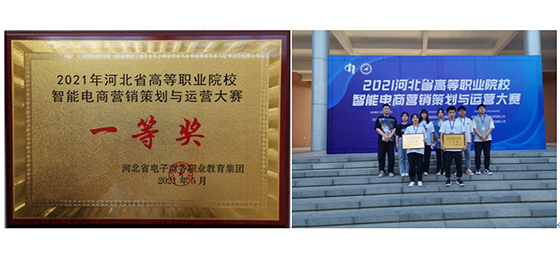 2021年河北省高等职业院校
智能电商营销策划与运营大赛
一等奖
河北省电子商务职业教育集团
2021年5月
2021河北省高等职业院校
智能电商营销策划与运营大赛